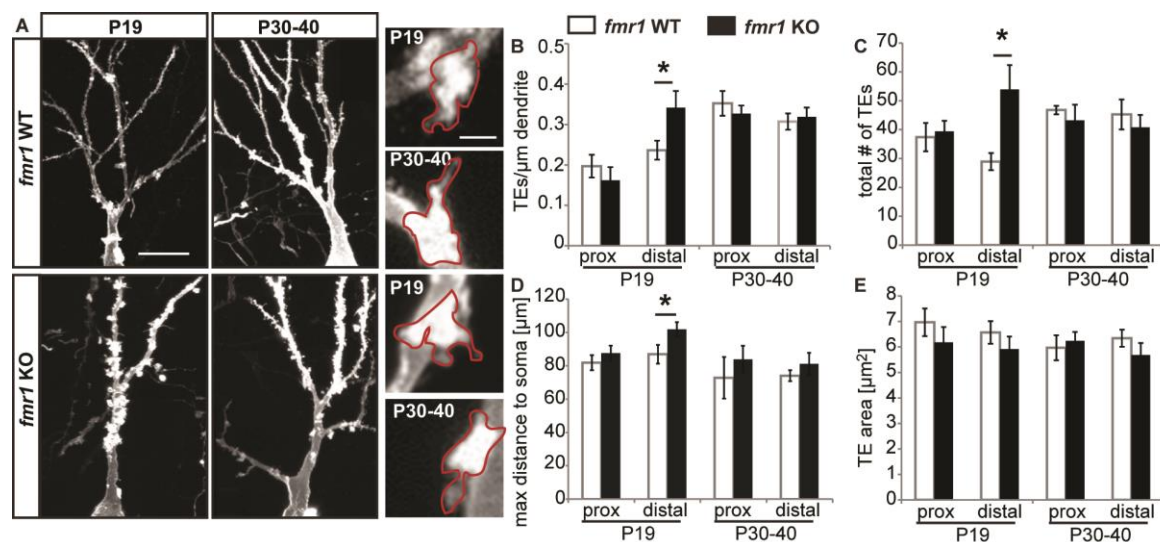 A
P19
P30-40
fmr1 WT
fmr1 KO
P19
P30-40
P19
P30-40
fmr1 WT
fmr1 KO
B
TEs/µm dendrite
0.5
0.4
0.3
0.2
0.1
0
*
prox
distal
prox
distal
P19
P30-40
C
total # of TEs
70
60
50
40
30
20
10
0
*
prox
distal
prox
distal
P19
P30-40
D
max distance to soma [µm]
120
100
80
60
40
20
0
*
prox
distal
prox
distal
P19
P30-40
E
TE area [µm²]
8
7
6
5
4
3
2
1
0
prox
distal
prox
distal
P19
P30-40